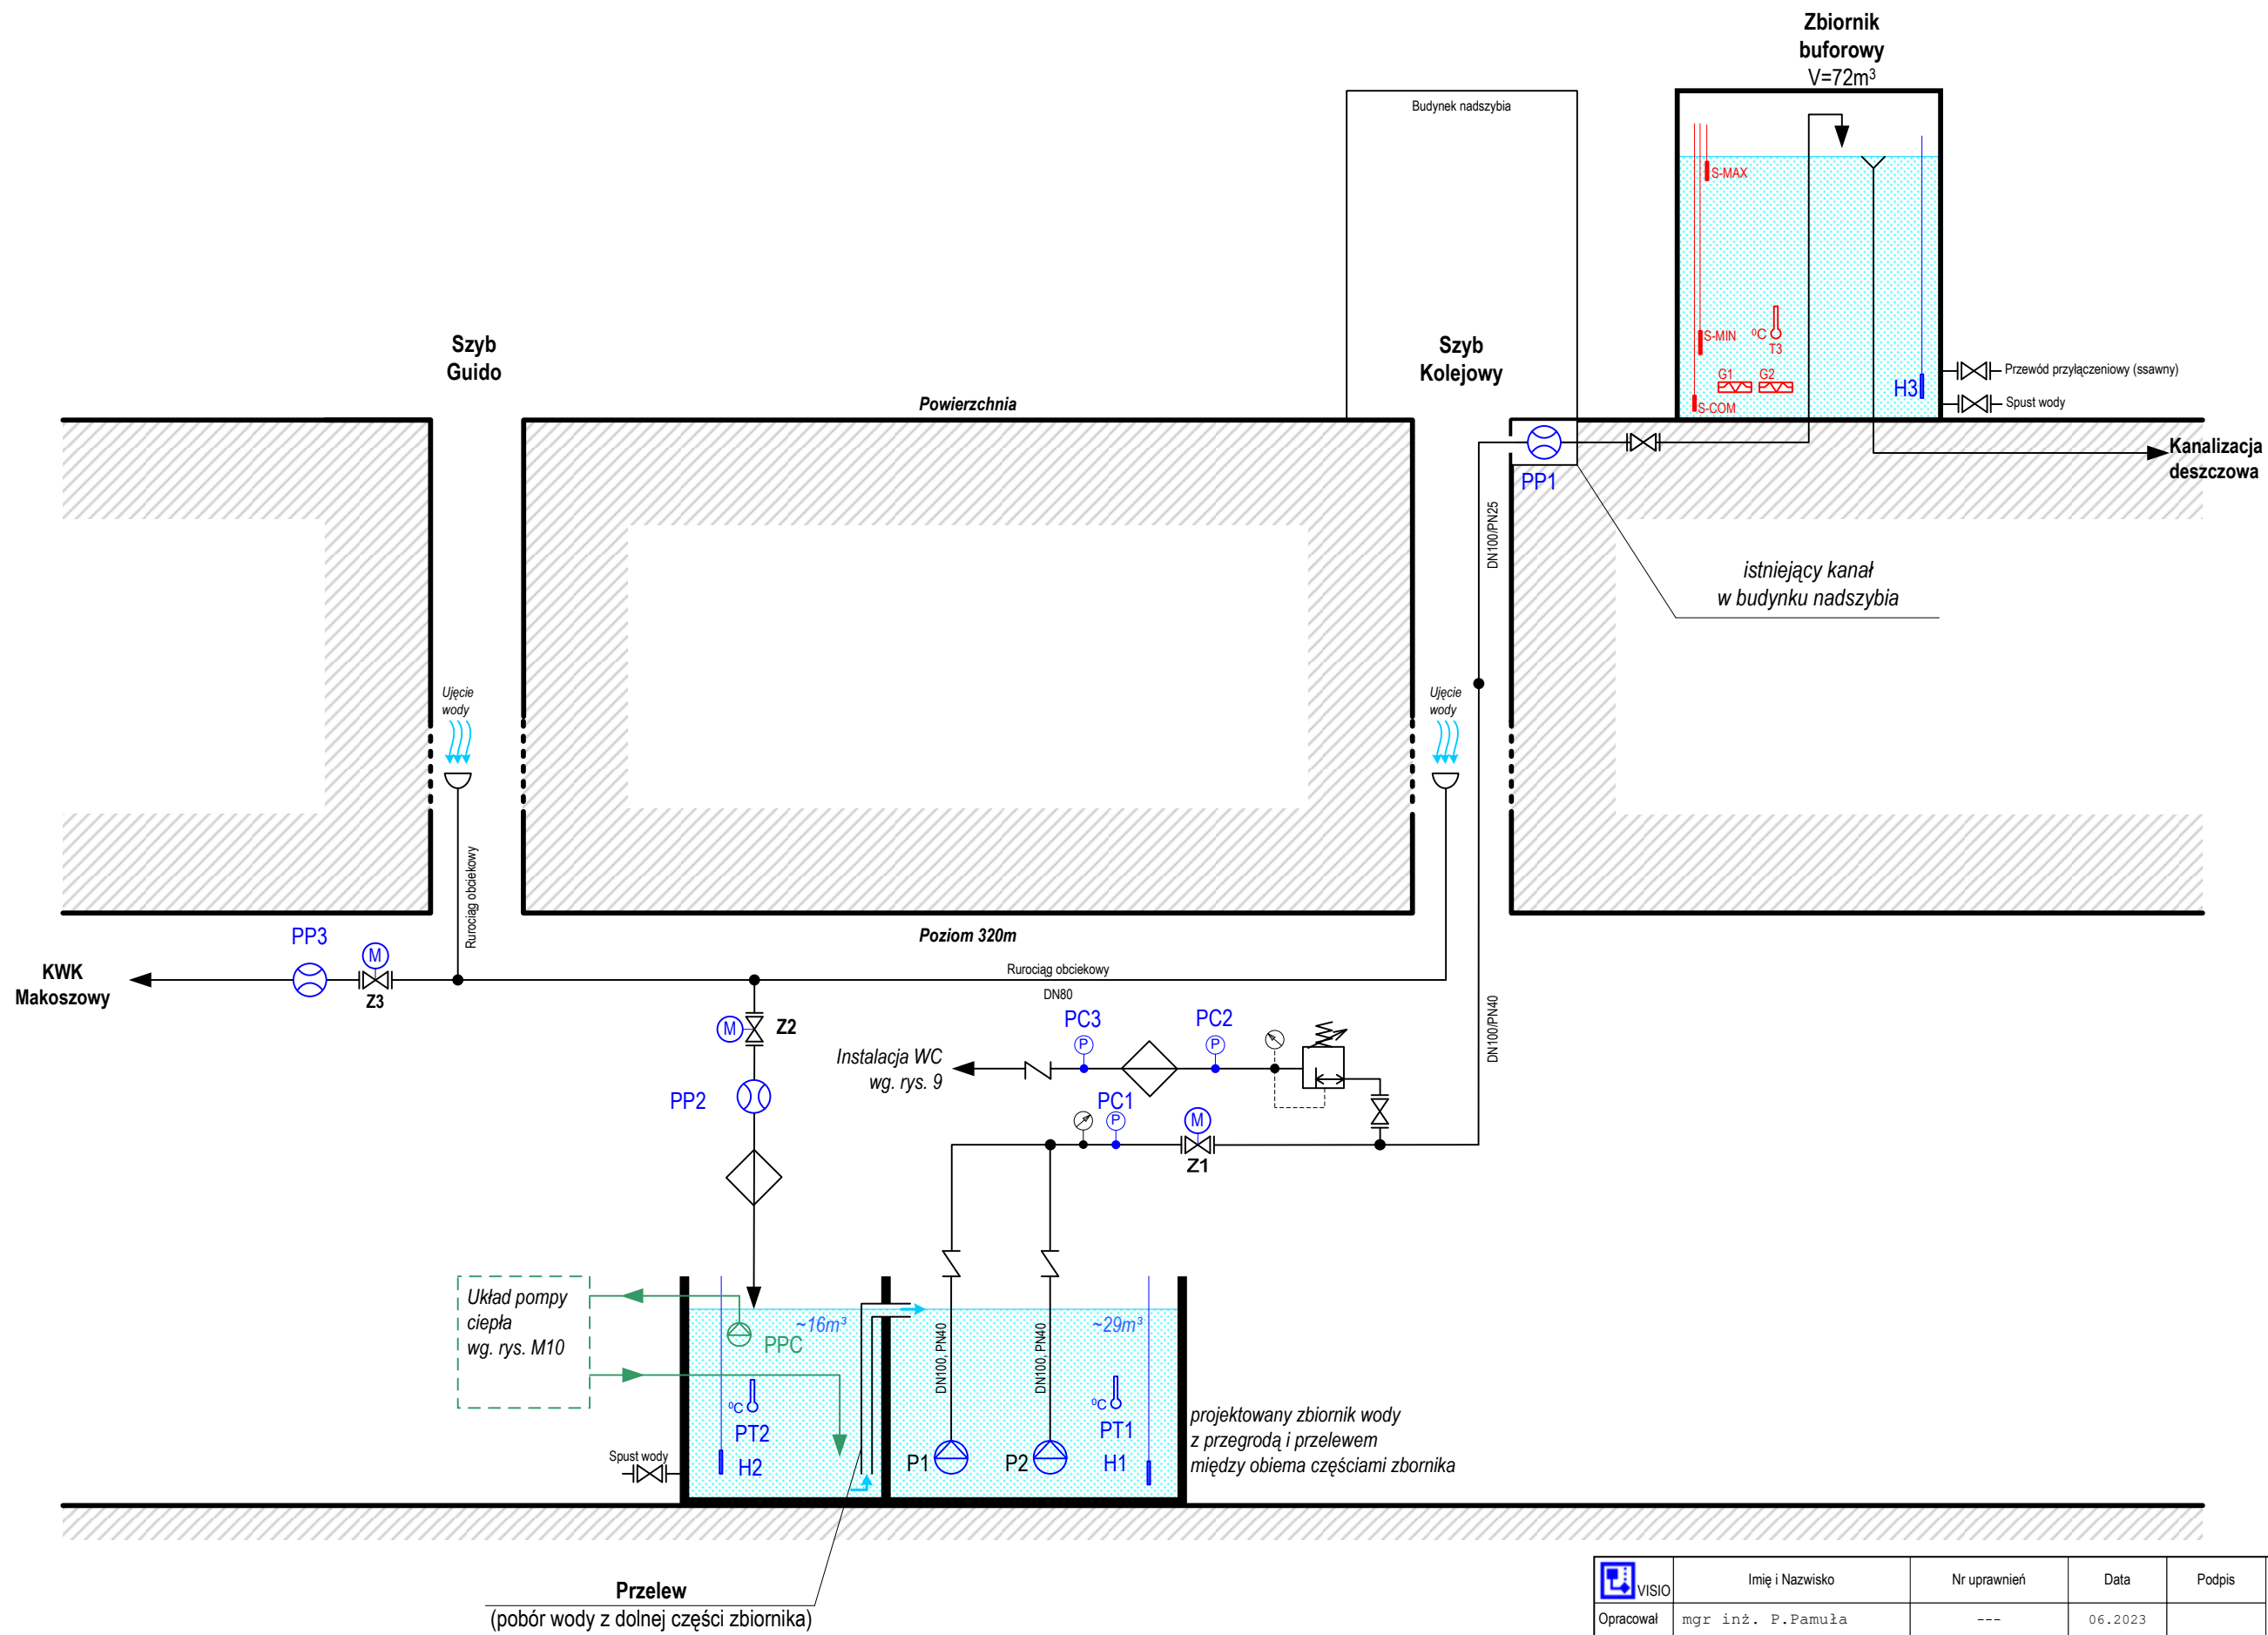 Zbiornik
buforowy
V=72m³
Budynek nadszybia
S-MAX
S-MIN
ºC
T3
G1
G2
S-COM
H3
Przewód przyłączeniowy (ssawny)
Spust wody
Szyb
Guido
Szyb
Kolejowy
Powierzchnia
Kanalizacja
deszczowa
PP1
DN100/PN25
istniejący kanał
w budynku nadszybia
Ujęcie
wody
Ujęcie
wody
Rurociąg obciekowy
Poziom 320m
PP3
M
Z3
KWK
Makoszowy
Rurociąg obciekowy
DN80
DN100/PN40
M
Z2
PC3
P
PC2
P
Instalacja WC
wg. rys. 9
PP2
PC1
P
M
Z1
Układ pompy
ciepła
wg. rys. M10
~16m³
PPC
~29m³
DN100, PN40
DN100, PN40
ºC
PT2
H2
ºC
PT1
H1
P1
P2
Spust wody
projektowany zbiornik wody
z przegrodą i przelewem
między obiema częściami zbornika
Przelew
(pobór wody z dolnej części zbiornika)
VISIO
Imię i Nazwisko
Nr uprawnień
Data
Podpis
Opracował
mgr inż. P.Pamuła
---
06.2023